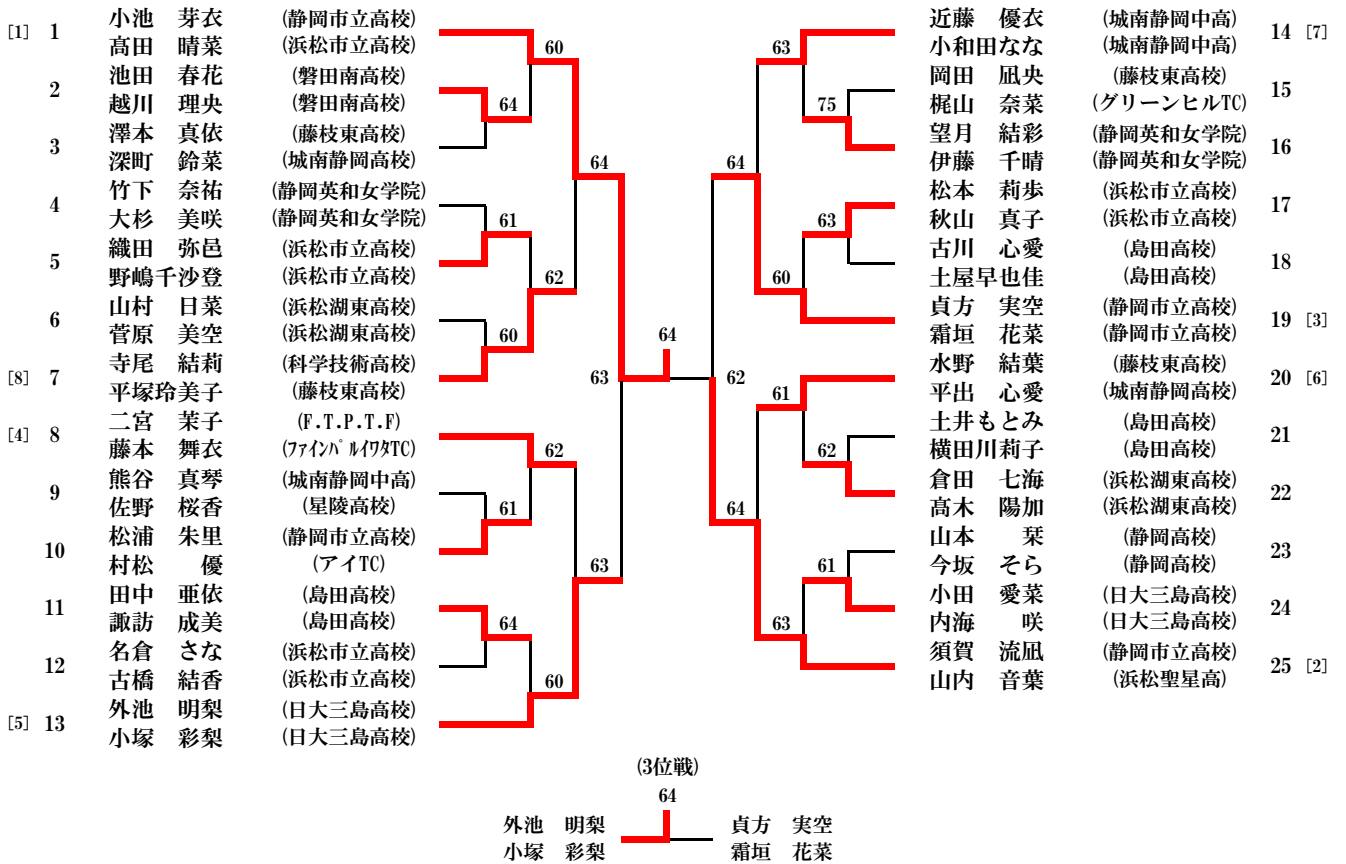 小池　芽衣 (静岡市立高校)
[1] 1
高田　晴菜 (浜松市立高校)
池田　春花 (磐田南高校)
2
越川　理央 (磐田南高校)
澤本　真依 (藤枝東高校)
3
深町　鈴菜 (城南静岡高校)
竹下　奈祐 (静岡英和女学院)
4
大杉　美咲 (静岡英和女学院)
織田　弥邑 (浜松市立高校)
5
野嶋千沙登 (浜松市立高校)
山村　日菜 (浜松湖東高校)
6
菅原　美空 (浜松湖東高校)
寺尾　結莉 (科学技術高校)
[8] 7
平塚玲美子 (藤枝東高校)
二宮　茉子 (F.T.P.T.F)
[4] 8
藤本　舞衣 (ファインパルイワタTC)
熊谷　真琴 (城南静岡中高)
9
佐野　桜香 (星陵高校)
松浦　朱里 (静岡市立高校)
10
村松　優 (アイTC)
田中　亜依 (島田高校)
11
諏訪　成美 (島田高校)
名倉　さな (浜松市立高校)
12
古橋　結香 (浜松市立高校)
外池　明梨 (日大三島高校)
[5] 13
小塚　彩梨 (日大三島高校)
60
64
64
61
62
60
63
62
61
63
64
60
64
近藤　優衣 (城南静岡中高)
14 [7]
小和田なな (城南静岡中高)
岡田　凪央 (藤枝東高校)
15
梶山　奈菜 (グリーンヒルTC)
望月　結彩 (静岡英和女学院)
16
伊藤　千晴 (静岡英和女学院)
松本　莉歩 (浜松市立高校)
17
秋山　真子 (浜松市立高校)
古川　心愛 (島田高校)
18
土屋早也佳 (島田高校)
貞方　実空 (静岡市立高校)
19 [3]
霜垣　花菜 (静岡市立高校)
水野　結葉 (藤枝東高校)
20 [6]
平出　心愛 (城南静岡高校)
土井もとみ (島田高校)
21
横田川莉子 (島田高校)
倉田　七海 (浜松湖東高校)
22
高木　陽加 (浜松湖東高校)
山本　栞 (静岡高校)
23
今坂　そら (静岡高校)
小田　愛菜 (日大三島高校)
24
内海　咲 (日大三島高校)
須賀　流凪 (静岡市立高校)
25 [2]
山内　音葉 (浜松聖星高)
63
75
64
63
60
62
61
62
64
61
63
(3位戦)
64
外池　明梨 貞方　実空
小塚　彩梨 霜垣　花菜